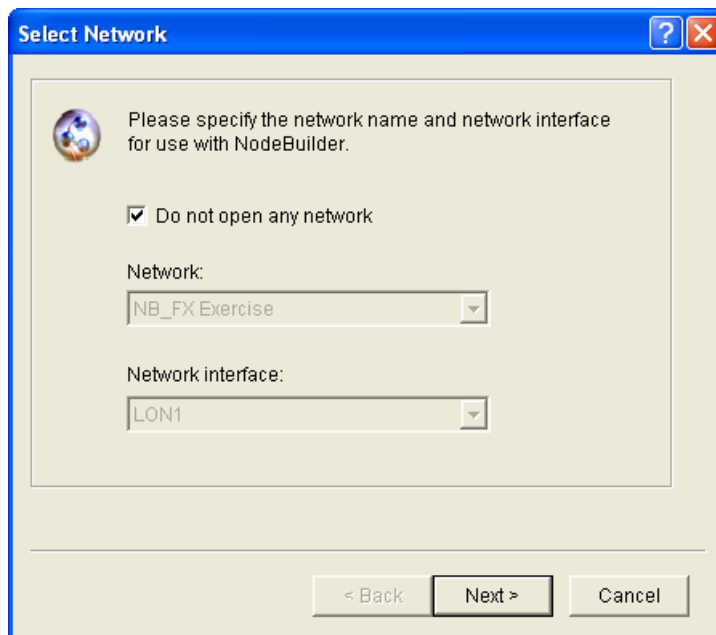 Select Network
Please specify the network name and network interface
for use with NodeBuilder.
Do not open any network
Network:
NB_FX Exercise
Network interface:
LON1
< Back
Next >
Cancel